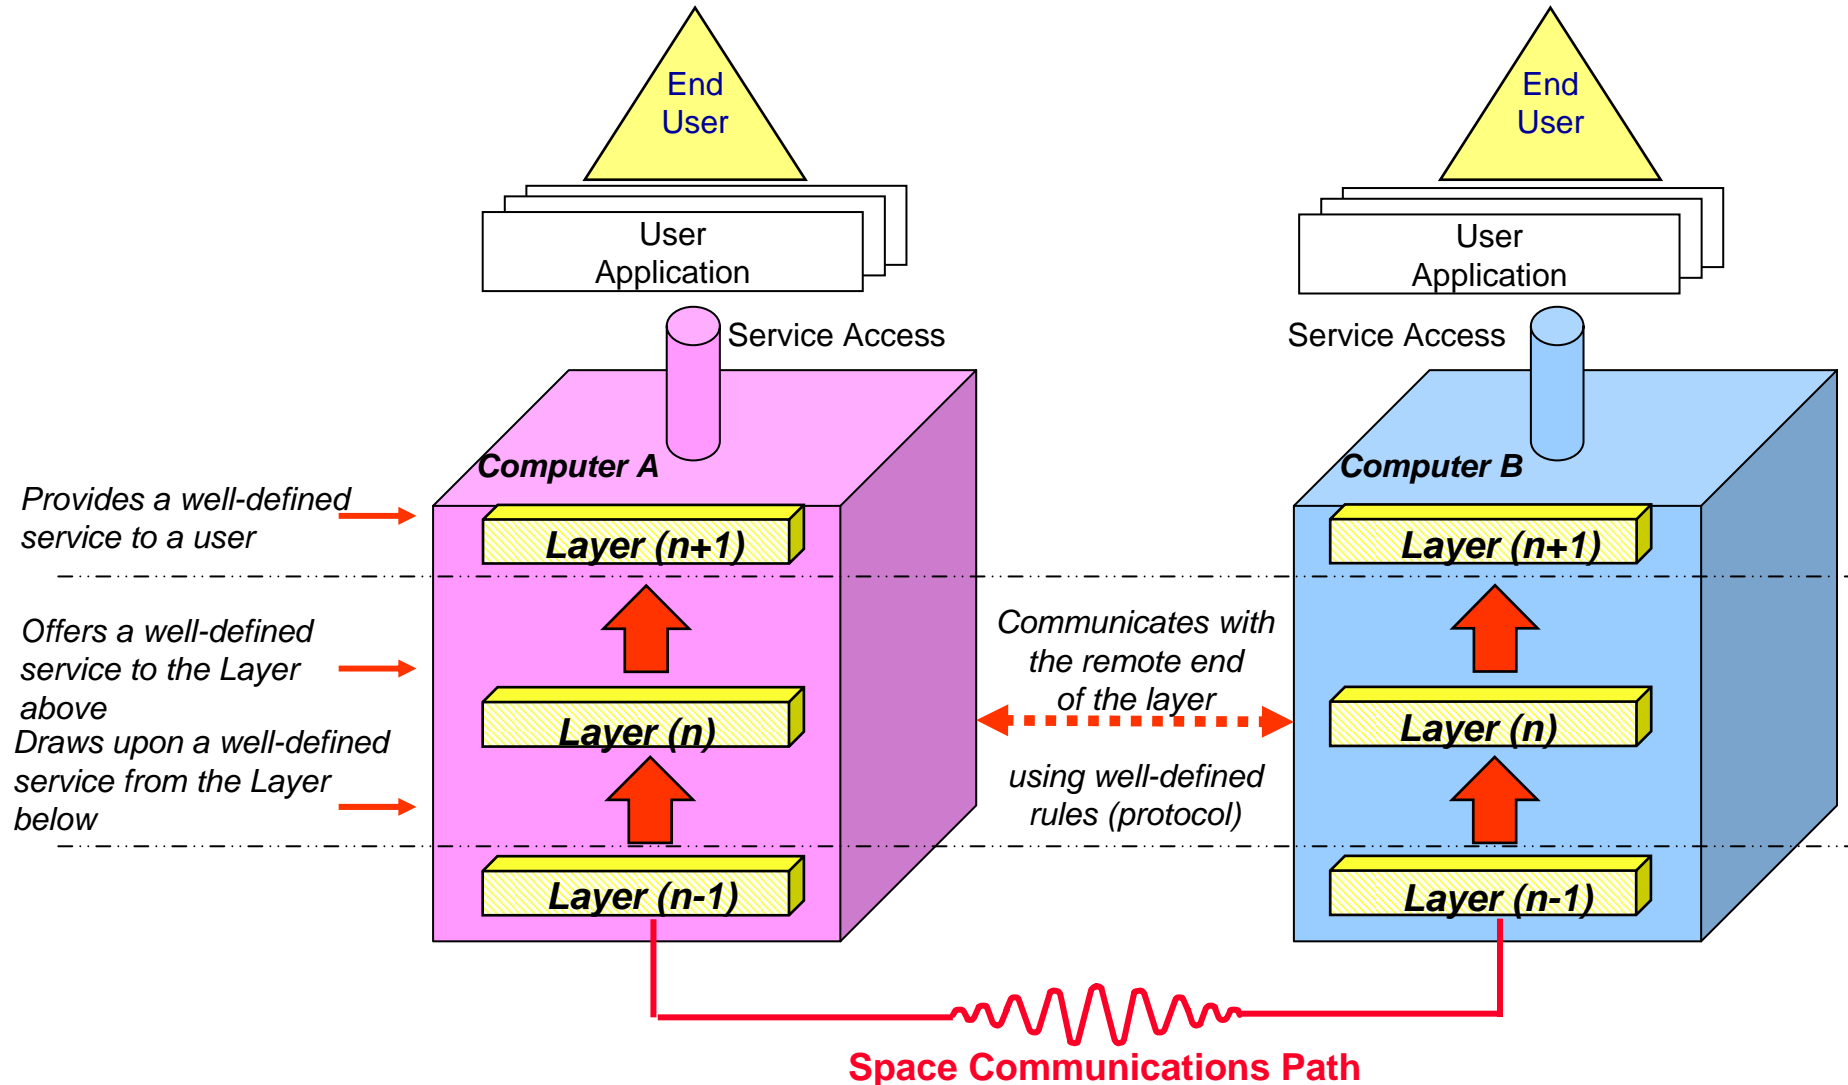 End
User
End
User
User
Application
User
Application
Service Access
Service Access
Computer A
Computer B
Provides a well-defined
service to a user
Layer (n+1)
Layer (n+1)
Offers a well-defined
service to the Layer
above
Communicates with
the remote end
of the layer
Layer (n)
Layer (n)
Draws upon a well-defined
service from the Layer
below
using well-defined
rules (protocol)
Layer (n-1)
Layer (n-1)
Space Communications Path